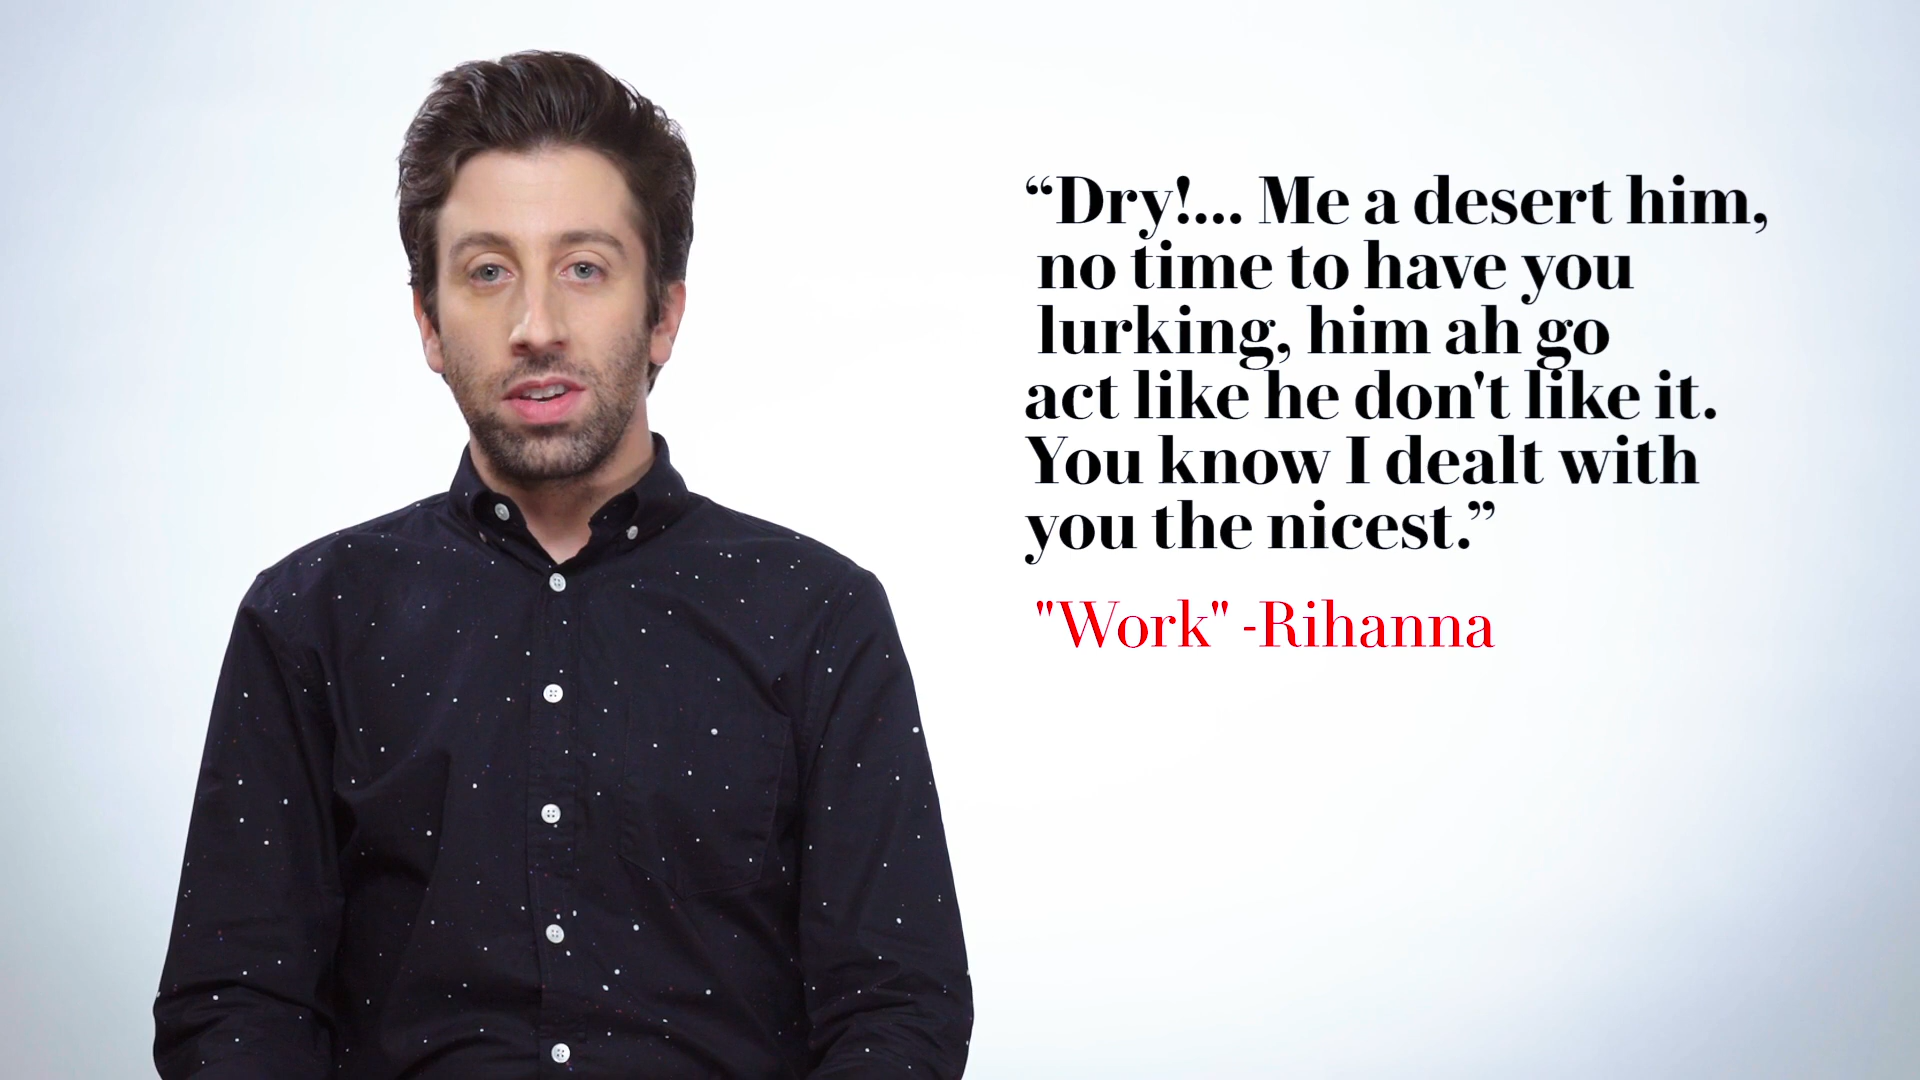 “Dry!... Me a desert him,
no time to have you
lurking, him ah go
act like he don't like it.
You know I dealt with
you the nicest.”
"Work" -Rihanna